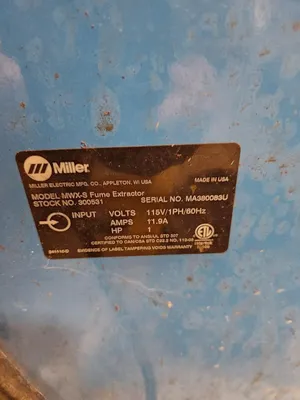 Miller
MILLER ELECTRIC MFG. CO., APPLETON, WI USA
MADE IN USA
MODEL MWX-S Fume Extractor
STOCK NO. 300531
SERIAL NO. MA380083U
INPUT VOLTS 115V/1PH/60Hz
AMPS 11.9A
HP 1
CONFORMS TO ANSI/UL STD 507
CERTIFIED TO CAN/CSA STD C22.2 NO. 113
EVIDENCE OF LABEL TAMPERING VOIDS WARRANTY